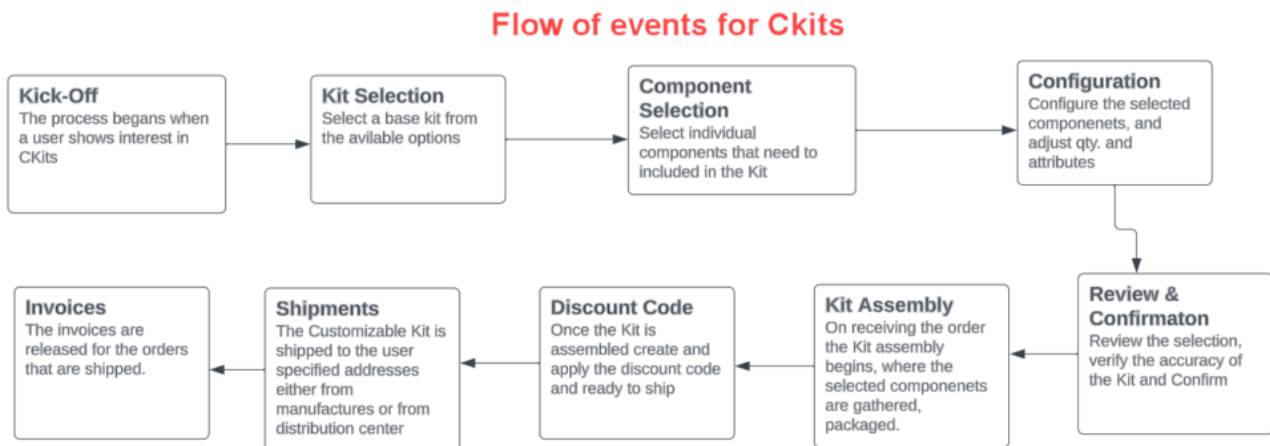 Flow of events for Ckits
Kick-Off
The process begans when
a user shows interest in
CKits
Kit Selection
Select a base kit from
the avilable options
Component
Selection
Select individual
components that need to
included in the Kit
Configuration
Configure the selected
componenets, and
adjust qty. and
attributes
Review &
Confirmaton
Review the selection,
verify the accuracy of
the Kit and Confirm
Kit Assembly
On receiving the order
the Kit assembly
begins, where the
selected componenets
are gathered,
packaged.
Discount Code
Once the Kit is
assembled create and
apply the discount code
and ready to ship
Shipments
The Customizable Kit is
shipped to the user
specified addresses
either from
manufactures or from
distribution center
Invoices
The invoices are
released for the orders
that are shipped.